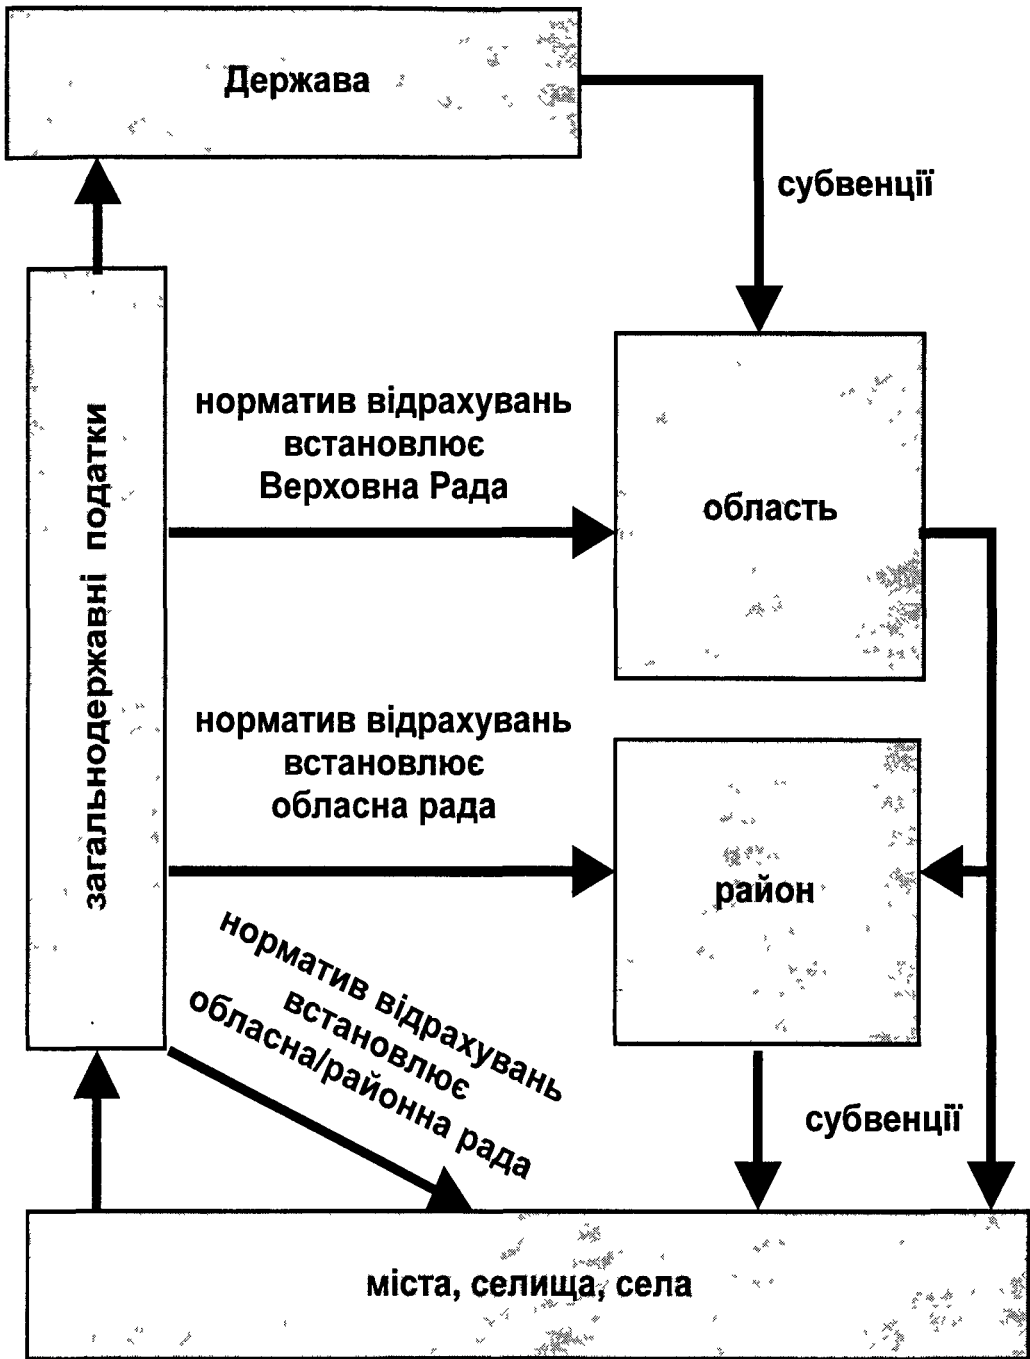 Держава
субвенції
загальнодержавні податки
норматив відрахувань
встановлює
Верховна Рада
область
норматив відрахувань
встановлює
обласна рада
район
норматив відрахувань
встановлює
обласна/районна рада
субвенції
міста, селища, села